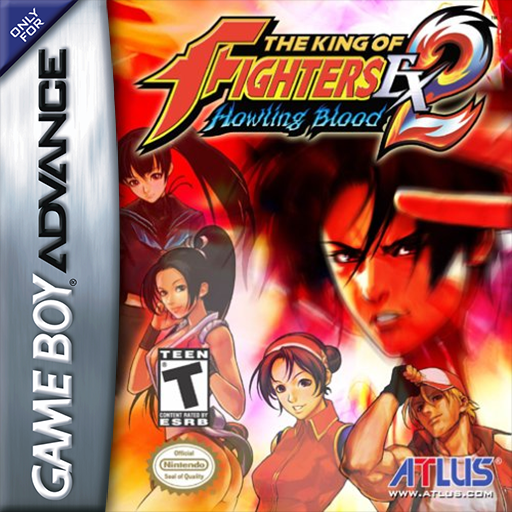 ONLY
FOR
GAME BOY ADVANCE
THE KING OF
FIGHTERS EX2
Howling Blood
TEEN
T
CONTENT RATED BY
ESRB
Official
Nintendo
Seal of Quality
ATLUS
WWW.ATLUS.COM